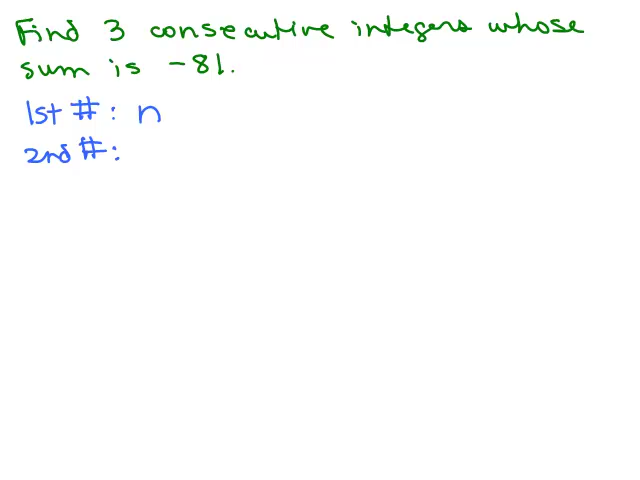 Find 3 consecutive integers whose
sum is -81.
1st #: n
2nd #: